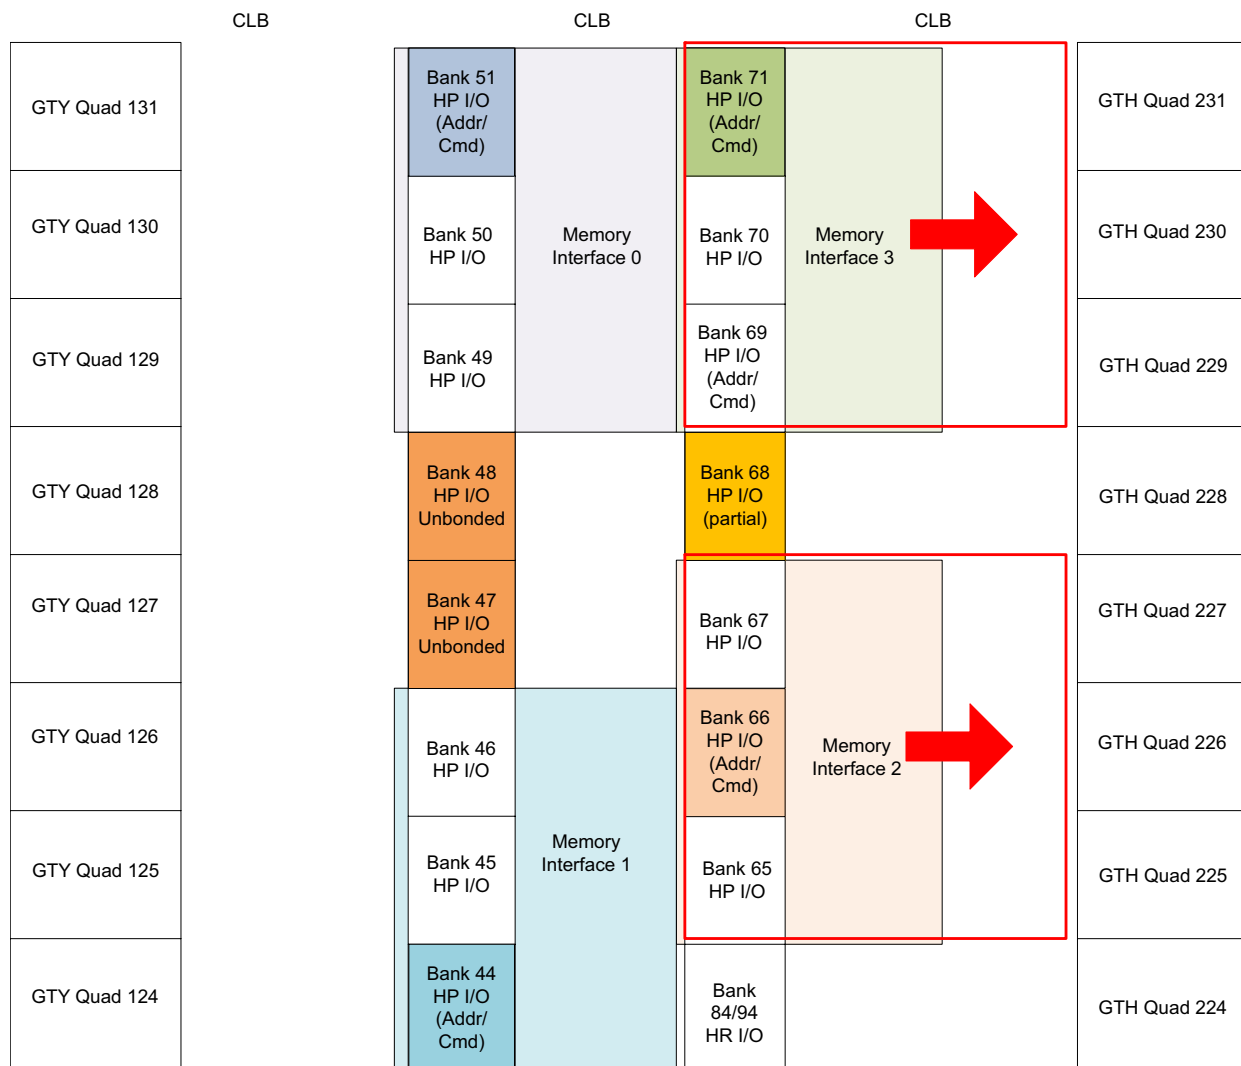 CLB
CLB
CLB
GTY Quad 131
Bank 51
HP I/O
(Addr/
Cmd)
Bank 71
HP I/O
(Addr/
Cmd)
GTH Quad 231
GTY Quad 130
Bank 50
HP I/O
Memory
Interface 0
Bank 70
HP I/O
Memory
Interface 3
GTH Quad 230
GTY Quad 129
Bank 49
HP I/O
Bank 69
HP I/O
(Addr/
Cmd)
GTH Quad 229
GTY Quad 128
Bank 48
HP I/O
Unbonded
Bank 68
HP I/O
(partial)
GTH Quad 228
GTY Quad 127
Bank 47
HP I/O
Unbonded
Bank 67
HP I/O
GTH Quad 227
GTY Quad 126
Bank 46
HP I/O
Bank 66
HP I/O
(Addr/
Cmd)
Memory
Interface 2
GTH Quad 226
GTY Quad 125
Bank 45
HP I/O
Memory
Interface 1
Bank 65
HP I/O
GTH Quad 225
GTY Quad 124
Bank 44
HP I/O
(Addr/
Cmd)
Bank
84/94
HR I/O
GTH Quad 224